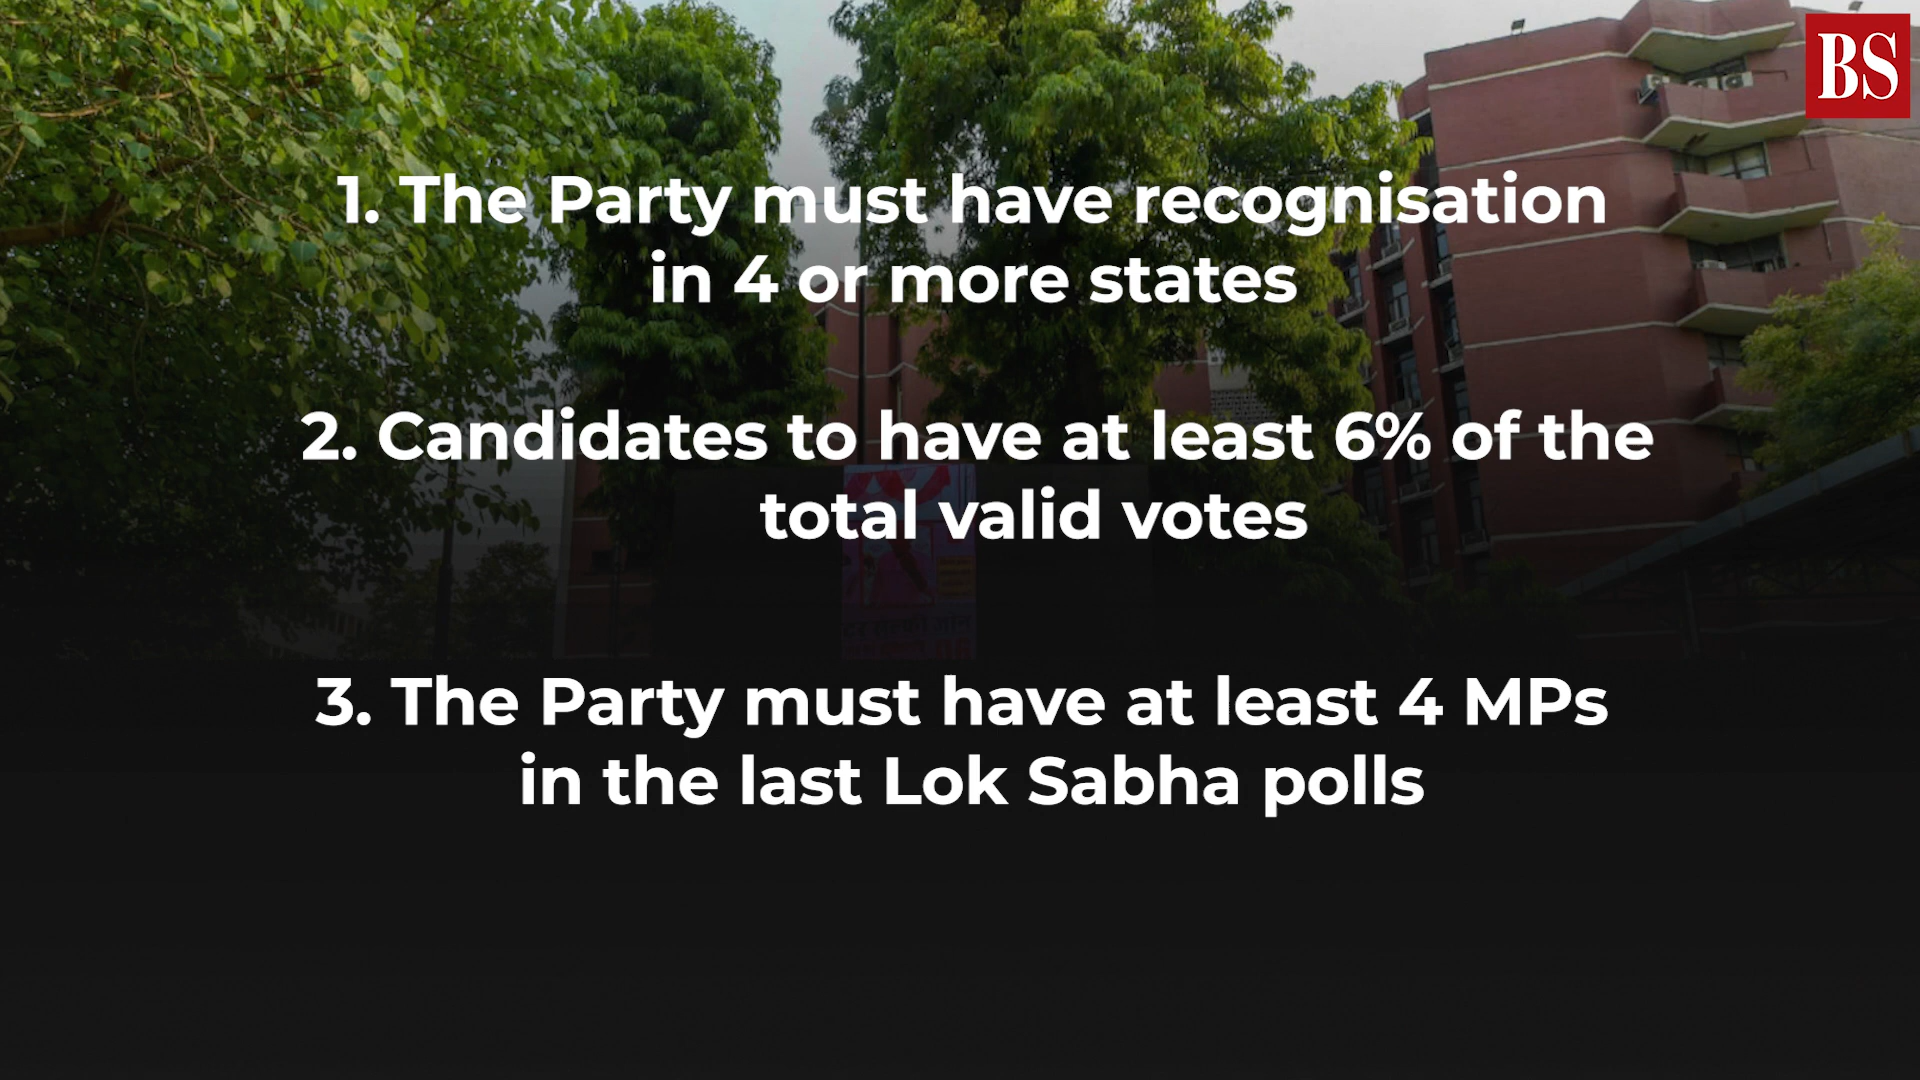 BS
1. The Party must have recognisation
in 4 or more states
2. Candidates to have at least 6% of the
total valid votes
3. The Party must have at least 4 MPs
in the last Lok Sabha polls